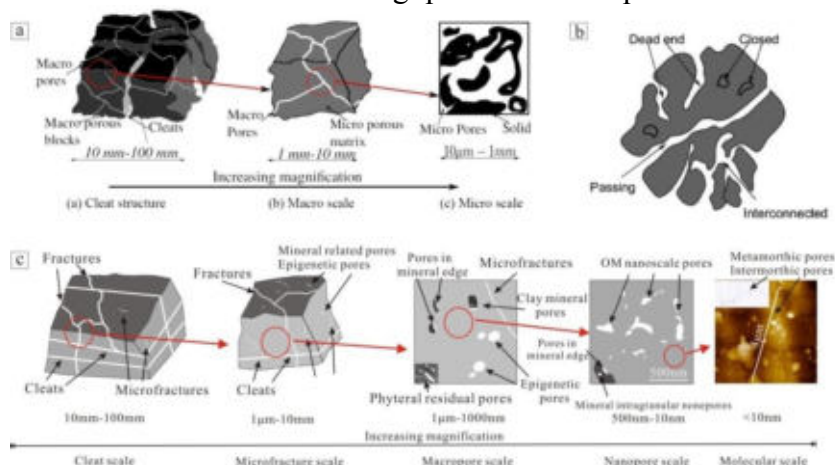 a
b
Macro
pores
Macro porous
blocks
Cleats
10 mm-100 mm
Macro
Pores
Micro porous
matrix
1 mm-10 mm
Micro Pores
Solid
10μm – 1mm
Increasing magnification
(a) Cleat structure
(b) Macro scale
(c) Micro scale
Dead end
Closed
Passing
Interconnected
c
Fractures
Cleats
Microfractures
10mm-100mm
Mineral related pores
Epigenetic pores
Fractures
Cleats
1μm-10mm
Pores in
mineral edge
Microfractures
Clay mineral
pores
Epigenetic
pores
Phyteral residual pores
1μm-1000nm
OM nanoscale pores
Pores in
mineral edge
500nm
Mineral intragranular nanopores
500nm-10nm
Metamorthic pores
Intermorthic pores
<10nm
Increasing magnification
Cleat scale
Microfracture scale
Macropore scale
Nanopore scale
Molecular scale